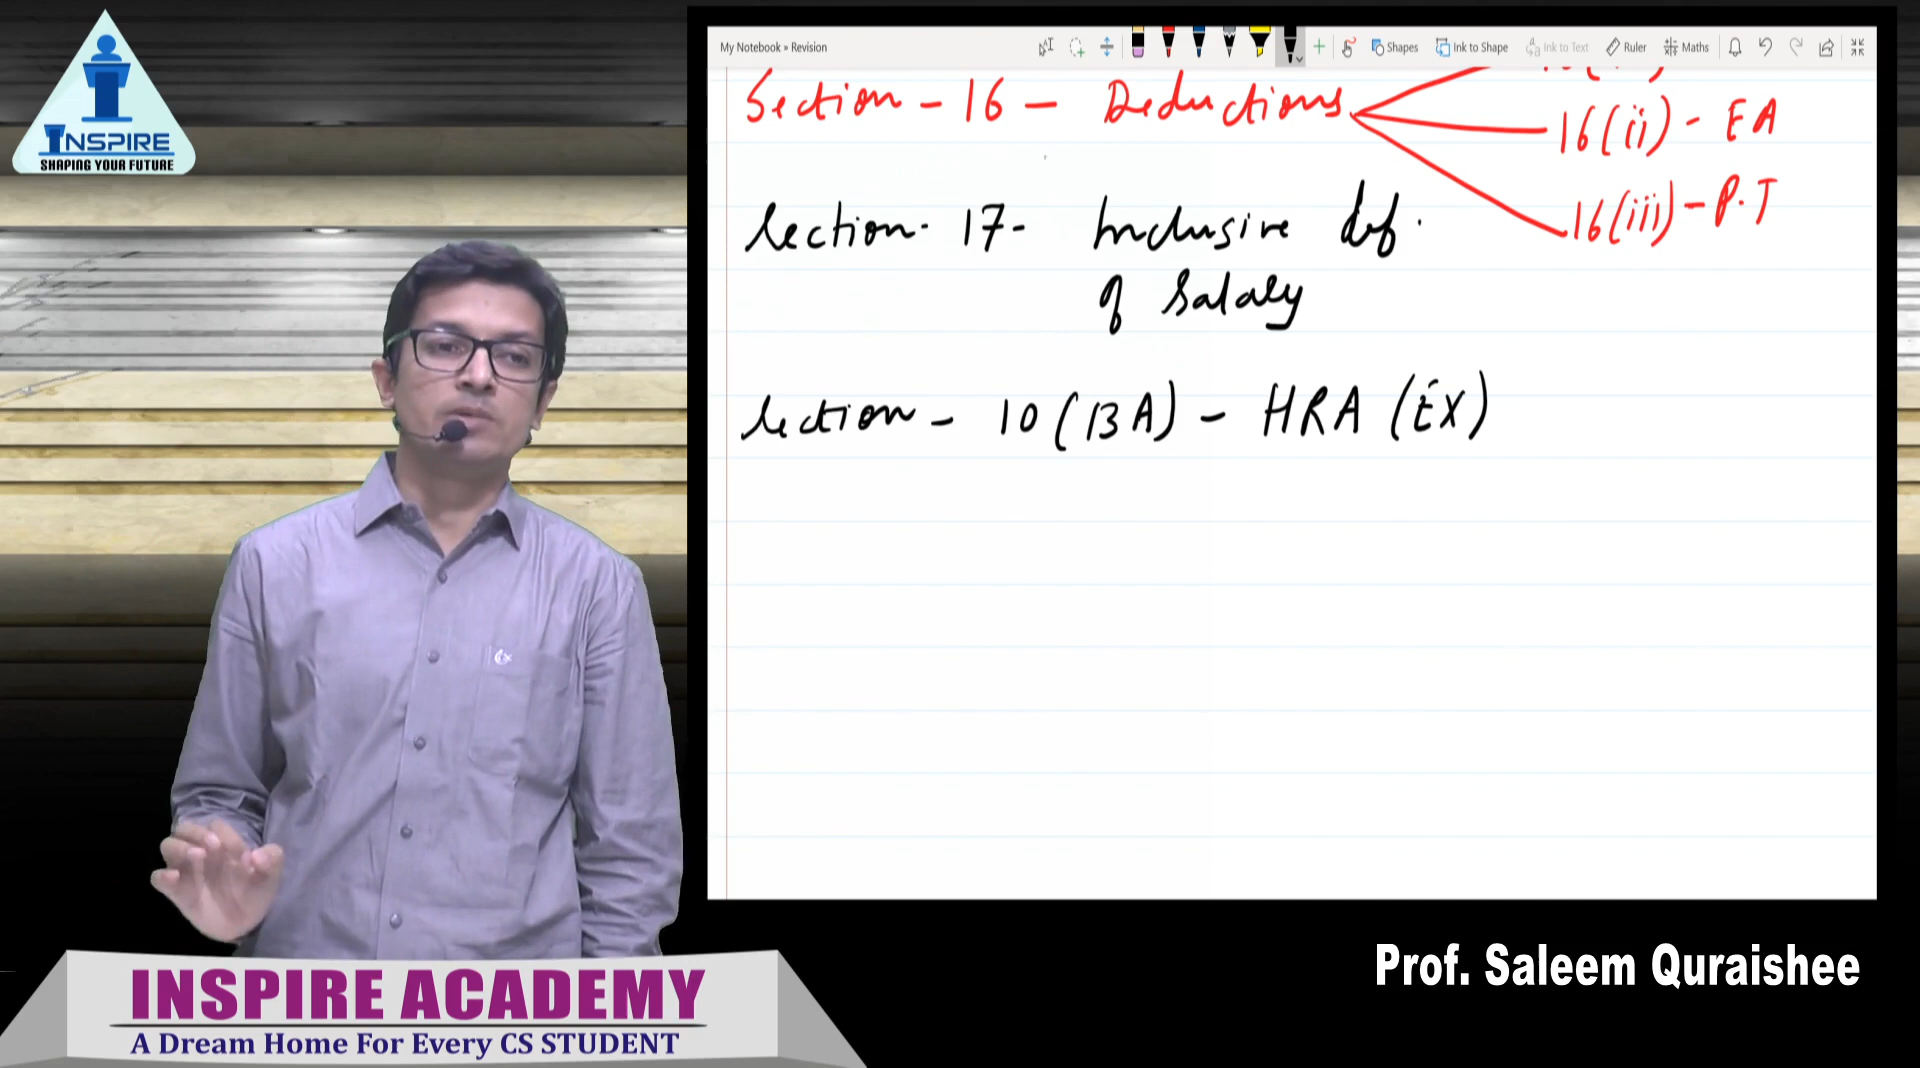 INSPIRE
SHAPING YOUR FUTURE
My Notebook » Revision
Shapes
Ink to Shape
Ink to Text
Ruler
Maths
Section - 16 - Deductions
16(ii) - EA
16(iii) - P.T
Section - 17 - Inclusive def.
of Salary
Section - 10(13A) - HRA (EX)
Prof. Saleem Quraishee
INSPIRE ACADEMY
A Dream Home For Every CS STUDENT